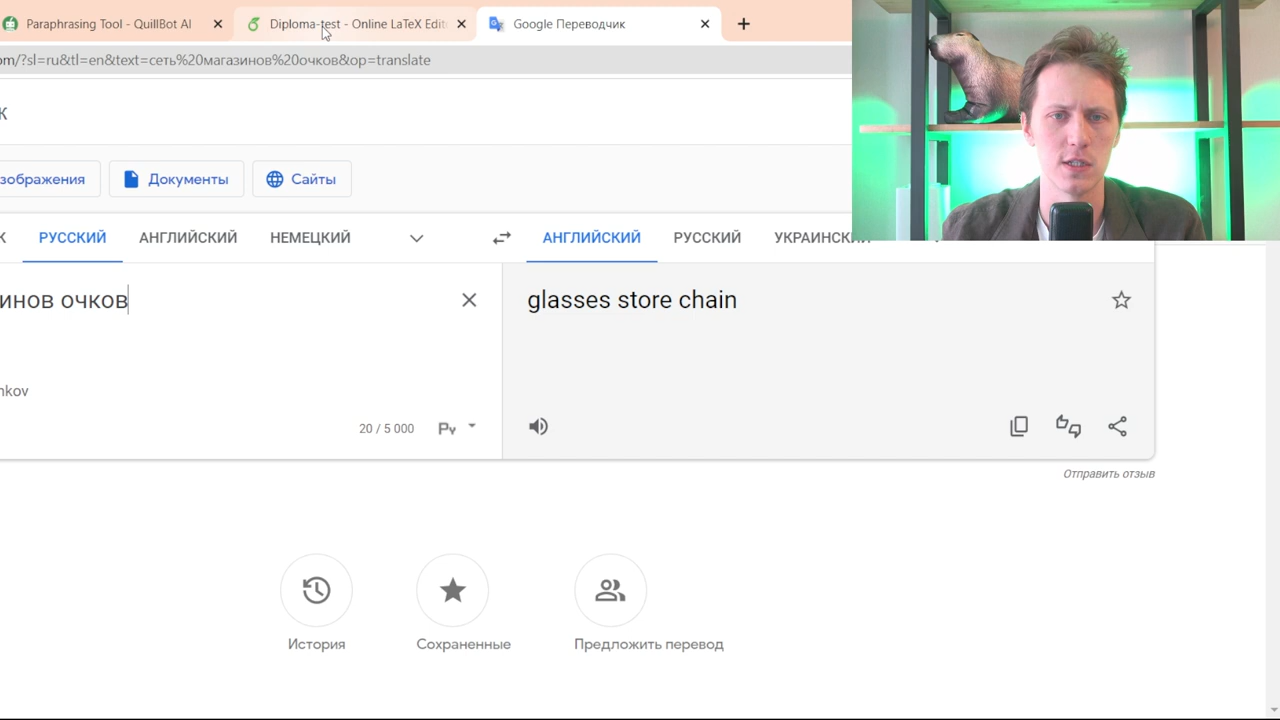 Paraphrasing Tool - QuillBot AI
Diploma-test - Online LaTeX Edit
Google Переводчик
m/?sl=ru&tl=en&text=сеть%20магазинов%20очков&op=translate
к
зображения
Документы
Сайты
К
РУССКИЙ
АНГЛИЙСКИЙ
НЕМЕЦКИЙ
АНГЛИЙСКИЙ
РУССКИЙ
УКРАИНСКИЙ
инов очков
glasses store chain
nkov
20 / 5 000
Ру
Отправить отзыв
История
Сохраненные
Предложить перевод